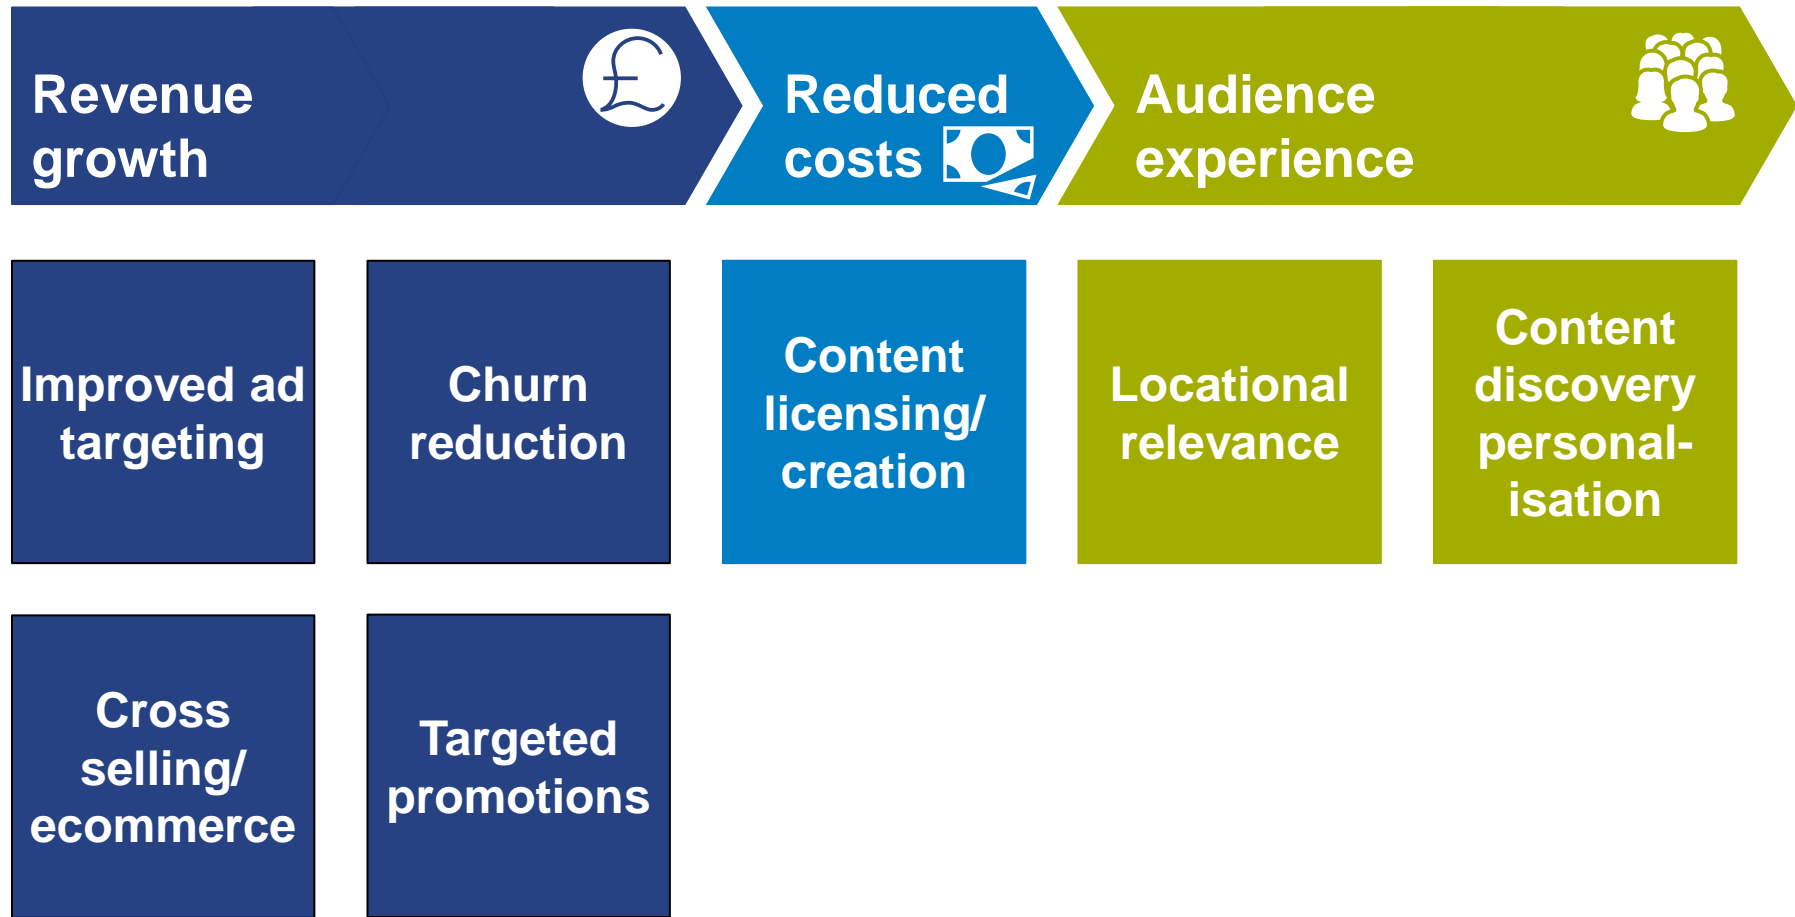 Revenue
growth
£
Reduced
costs
Audience
experience
Improved ad
targeting
Churn
reduction
Content
licensing/
creation
Locational
relevance
Content
discovery
personal-
isation
Cross
selling/
ecommerce
Targeted
promotions